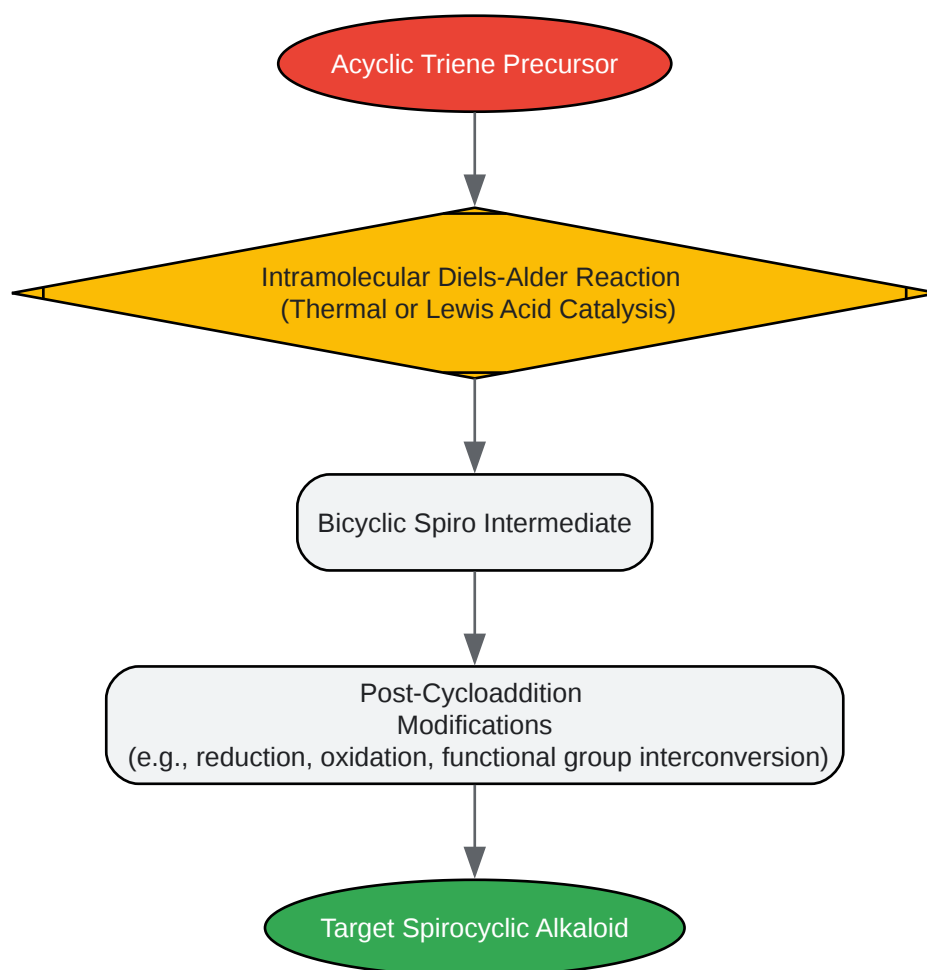 Acyclic Triene Precursor
Intramolecular Diels-Alder Reaction
(Thermal or Lewis Acid Catalysis)
Bicyclic Spiro Intermediate
Post-Cycloaddition
Modifications
(e.g., reduction, oxidation, functional group interconversion)
Target Spirocyclic Alkaloid